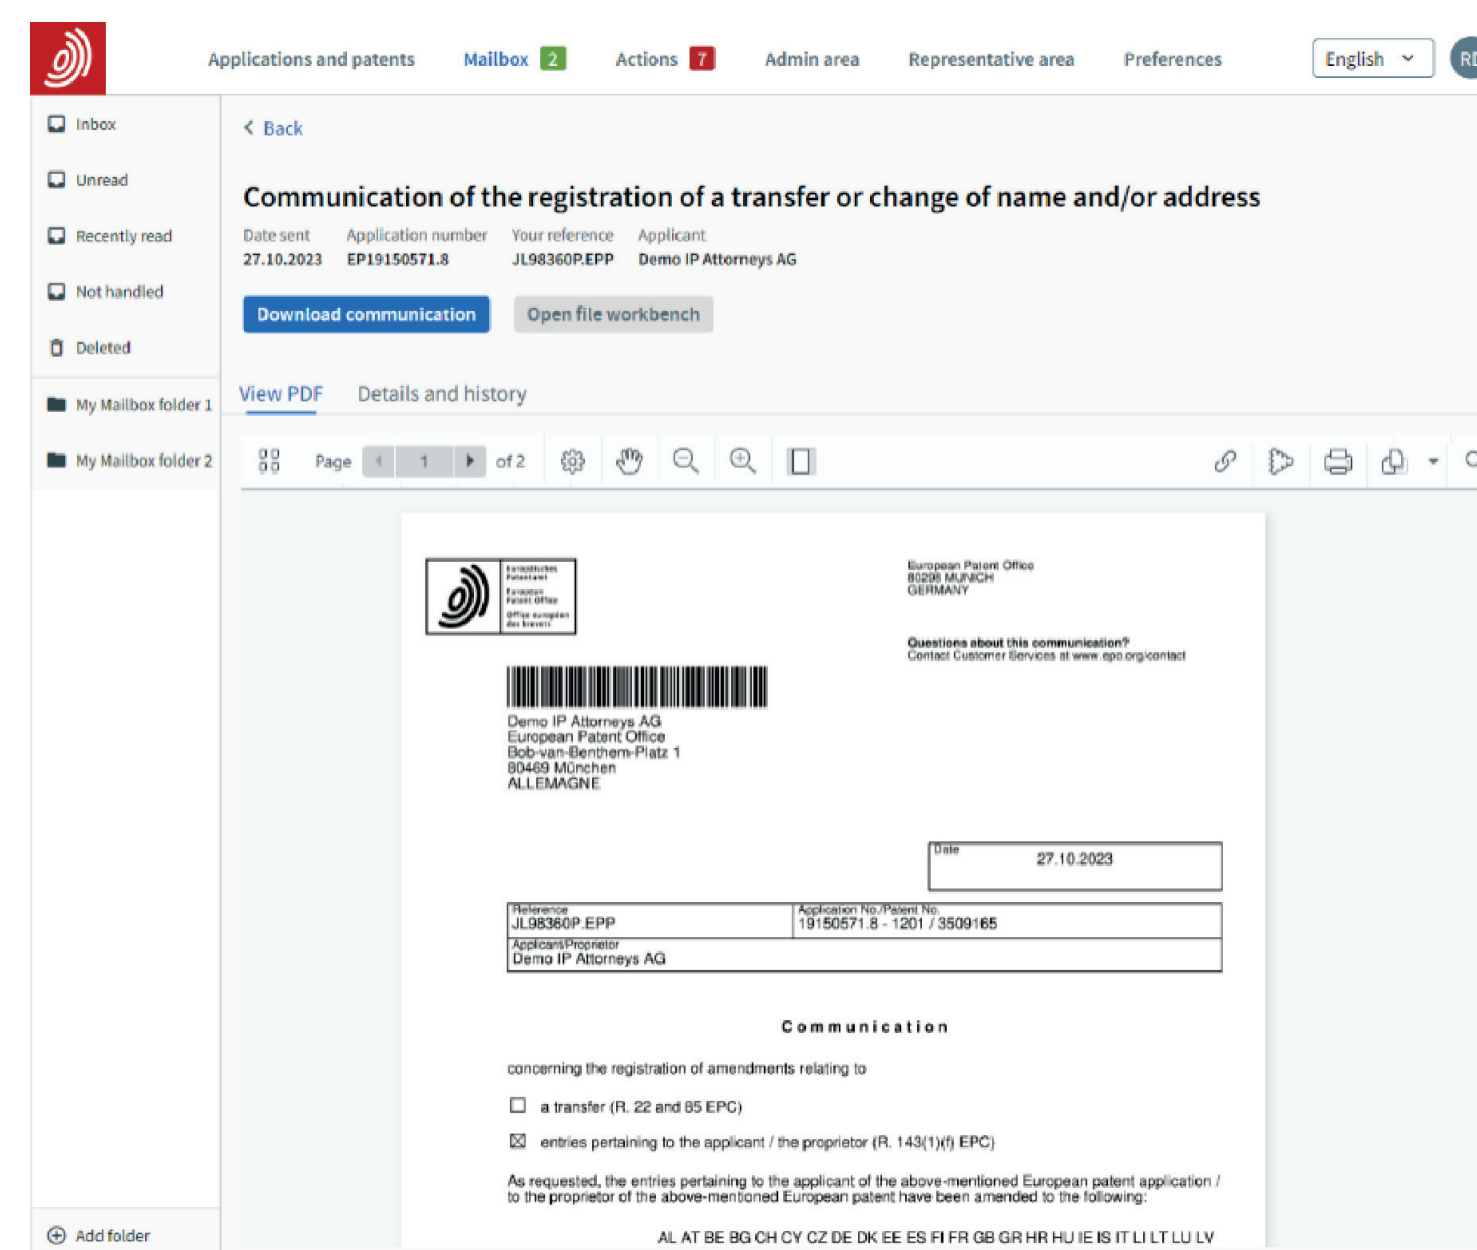 Applications and patents Mailbox 2 Actions 7 Admin area Representative area Preferences English RD
Inbox
Unread
Recently read
Not handled
Deleted
My Mailbox folder 1
My Mailbox folder 2
Add folder
Back
Communication of the registration of a transfer or change of name and/or address
Date sent Application number Your reference Applicant
27.10.2023 EP19150571.8 JL98360P.EPP Demo IP Attorneys AG
Download communication Open file workbench
View PDF Details and history
Page 1 of 2
Europäisches
Patentamt
European
Patent Office
Office européen
des brevets
European Patent Office
80298 MUNICH
GERMANY
Questions about this communication?
Contact Customer Services at www.epo.org/contact
Demo IP Attorneys AG
European Patent Office
Bob-van-Benthem-Platz 1
80469 München
ALLEMAGNE
Date
27.10.2023
Reference
JL98360P.EPP
Application No./Patent No.
19150571.8 - 1201 / 3509165
Applicant/Proprietor
Demo IP Attorneys AG
Communication
concerning the registration of amendments relating to
a transfer (R. 22 and 85 EPC)
entries pertaining to the applicant / the proprietor (R. 143(1)(f) EPC)
As requested, the entries pertaining to the applicant of the above-mentioned European patent application /
to the proprietor of the above-mentioned European patent have been amended to the following:
AL AT BE BG CH CY CZ DE DK EE ES FI FR GB GR HR HU IE IS IT LI LT LU LV